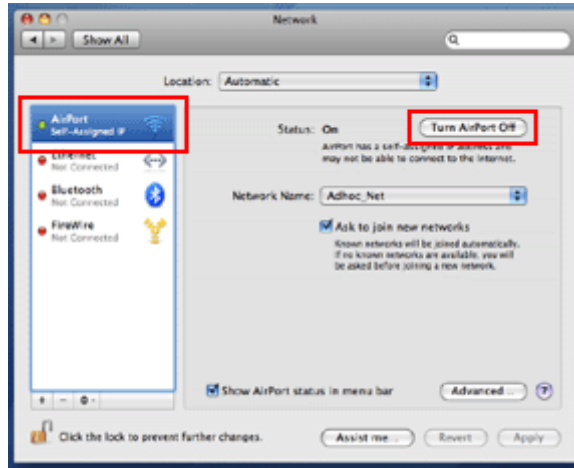 Network
Show All
Location: Automatic
AirPort
Self-Assigned IP
Ethernet
Not Connected
Bluetooth
Not Connected
FireWire
Not Connected
Status: On
Turn AirPort Off
AirPort has a self-assigned IP address and
may not be able to connect to the Internet.
Network Name: Adhoc_Net
Ask to join new networks
Known networks will be joined automatically.
If no known networks are available, you will
be asked before joining a new network.
Show AirPort status in menu bar
Advanced...
?
Click the lock to prevent further changes.
Assist me...
Revert
Apply